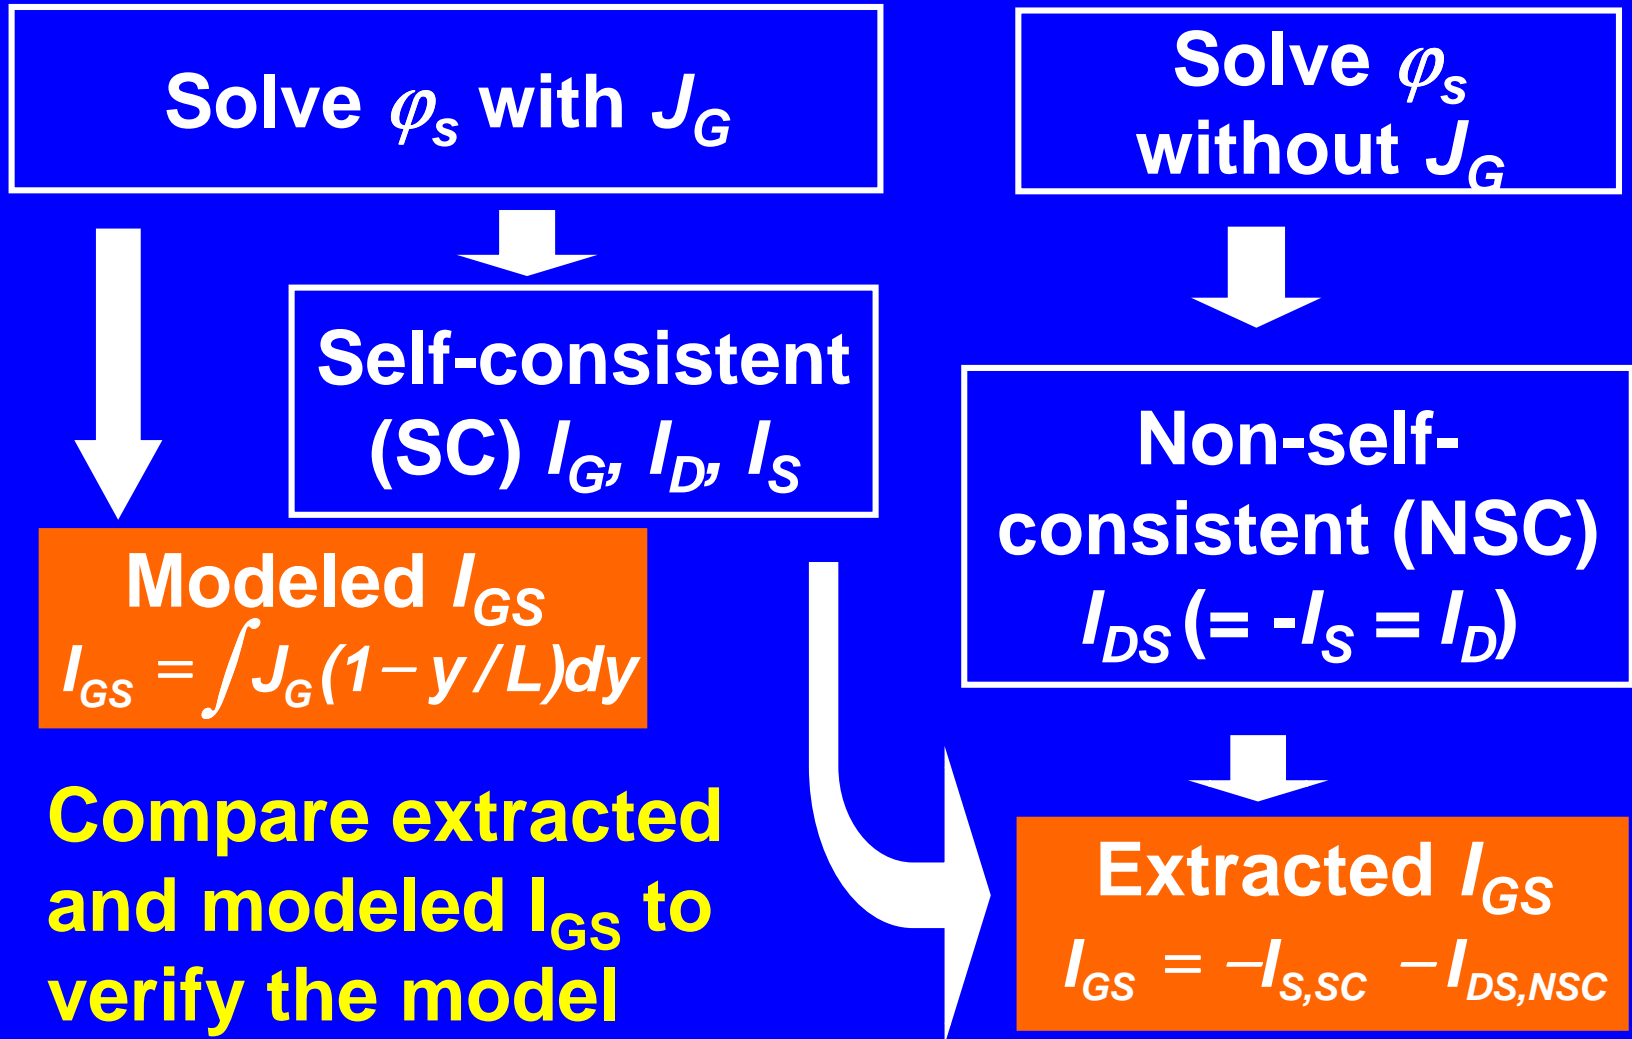 Solve φs with JG
Solve φs
without JG
Self-consistent
(SC) IG, ID, IS
Non-self-
consistent (NSC)
IDS (= -IS = ID)
Modeled IGS
IGS = ∫JG(1− y/L)dy
Compare extracted
and modeled IGS to
verify the model
Extracted IGS
IGS = −IS,SC −IDS,NSC